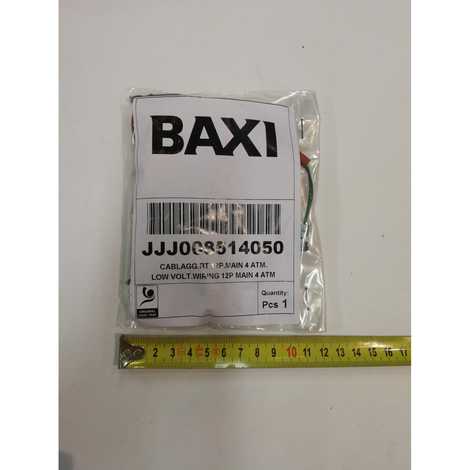 BAXI
JJJ008514050
CABLAGG.BT 12P.MAIN 4 ATM.
LOW VOLT.WIRING 12P MAIN 4 ATM
Quantity:
Pcs 1
2 3 4 5 6 7 8 9 10 11 12 13 14 15 16 17